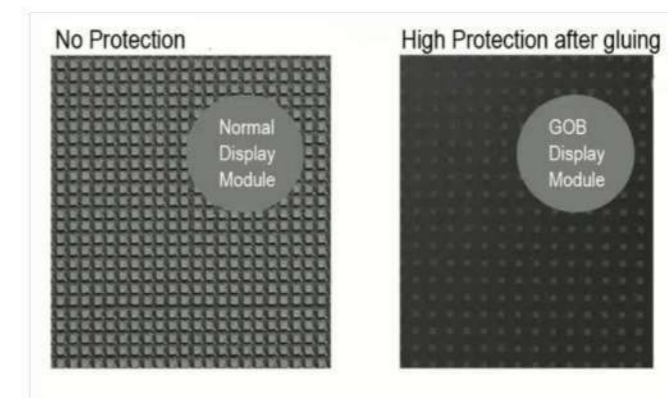 No Protection
High Protection after gluing
Normal
Display
Module
GOB
Display
Module